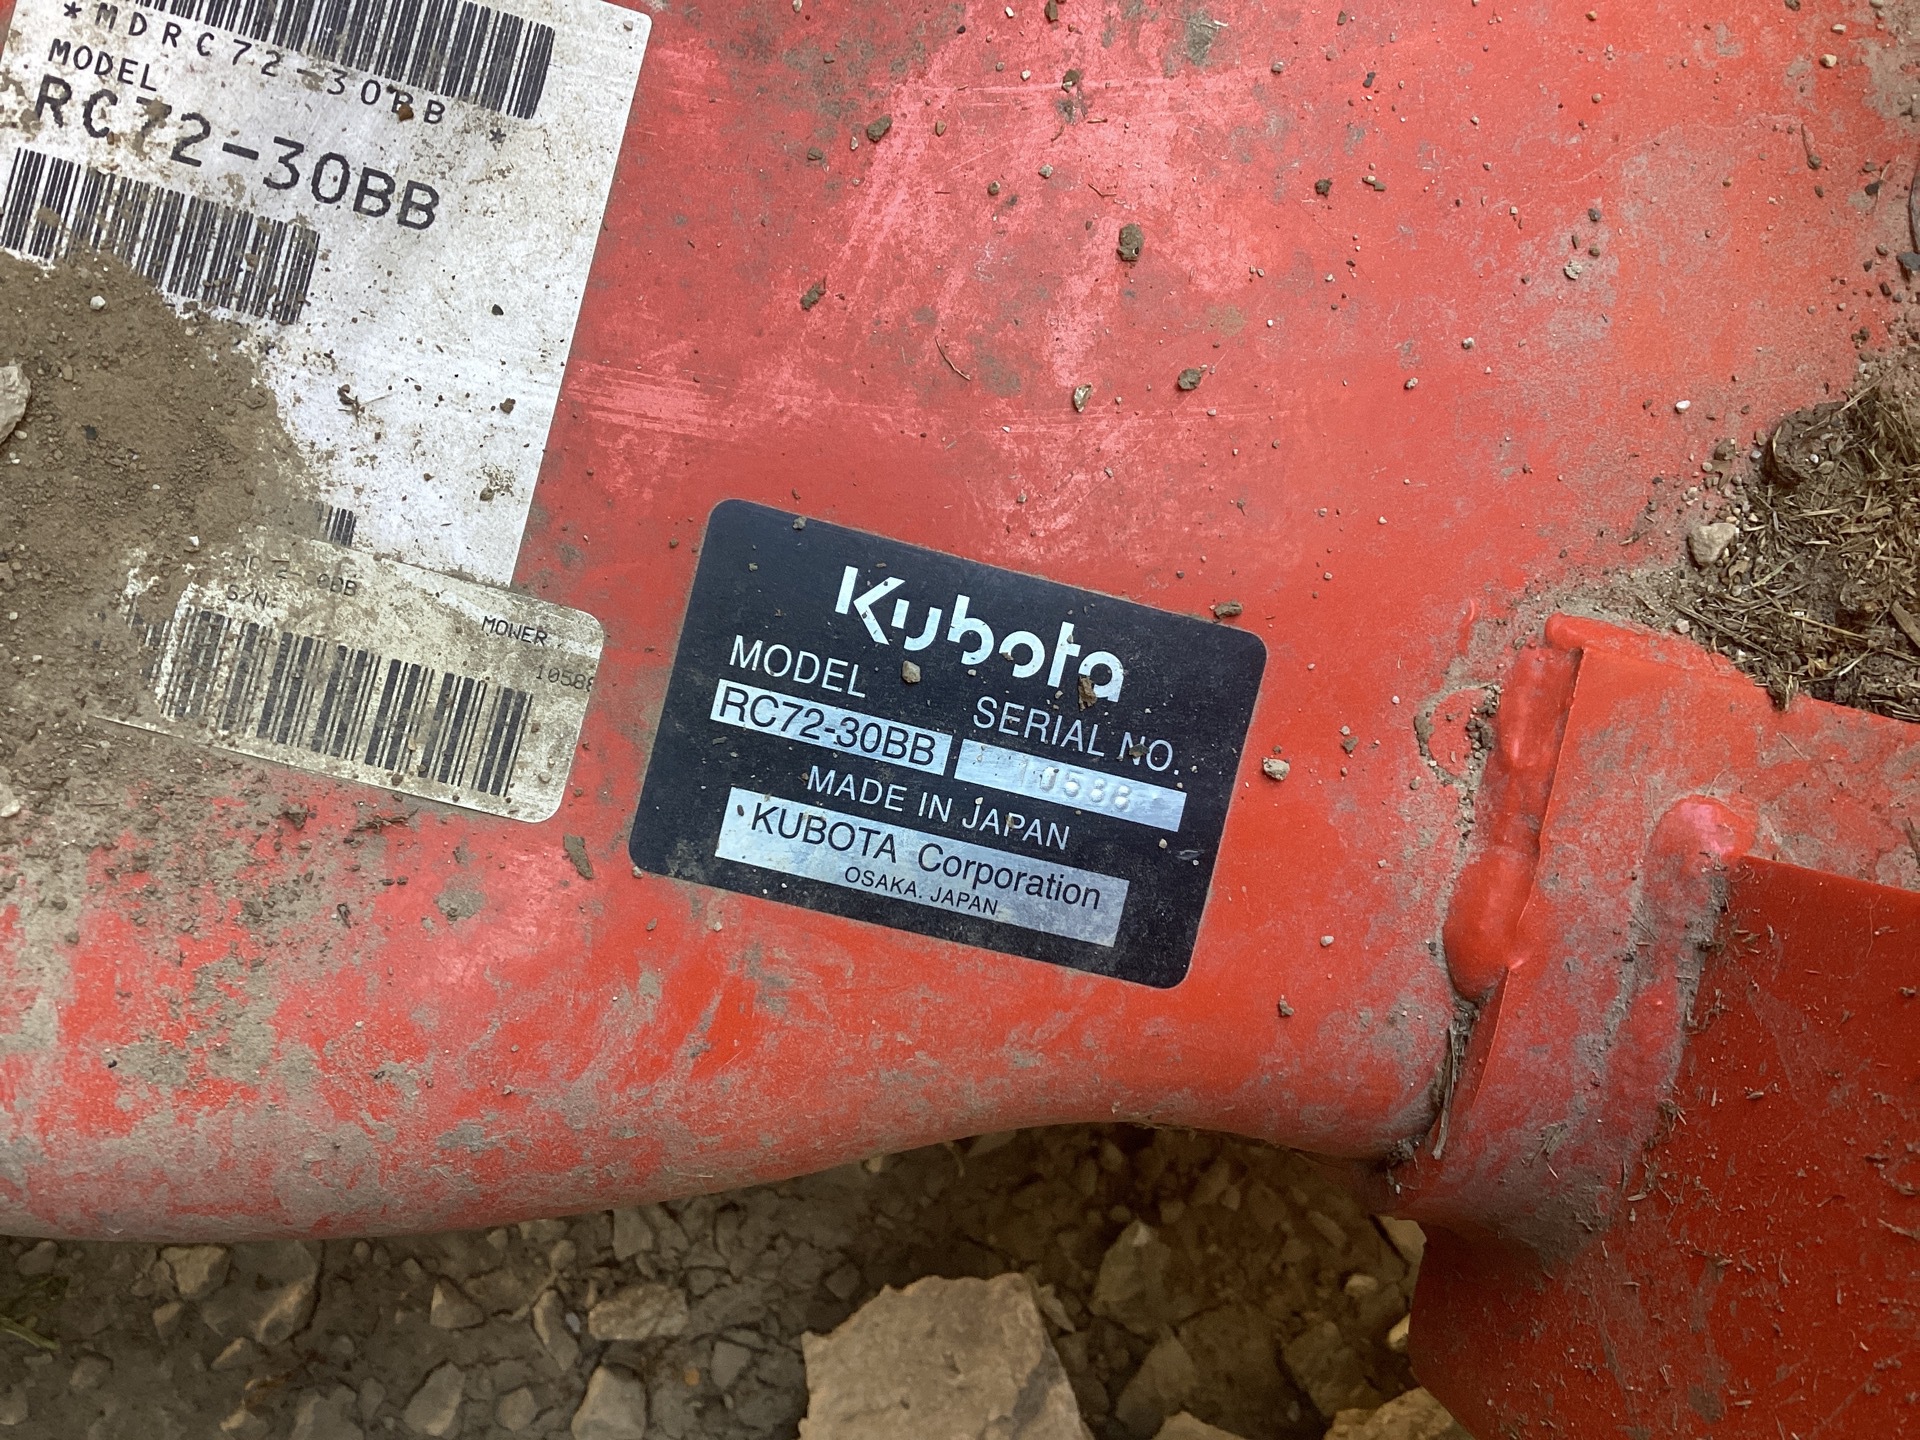 *MDRC72-30BB*
MODEL
RC72-30BB
S/N.
MOWER
Kubota
MODEL
SERIAL NO.
RC72-30BB
10588
MADE IN JAPAN
KUBOTA Corporation
OSAKA. JAPAN